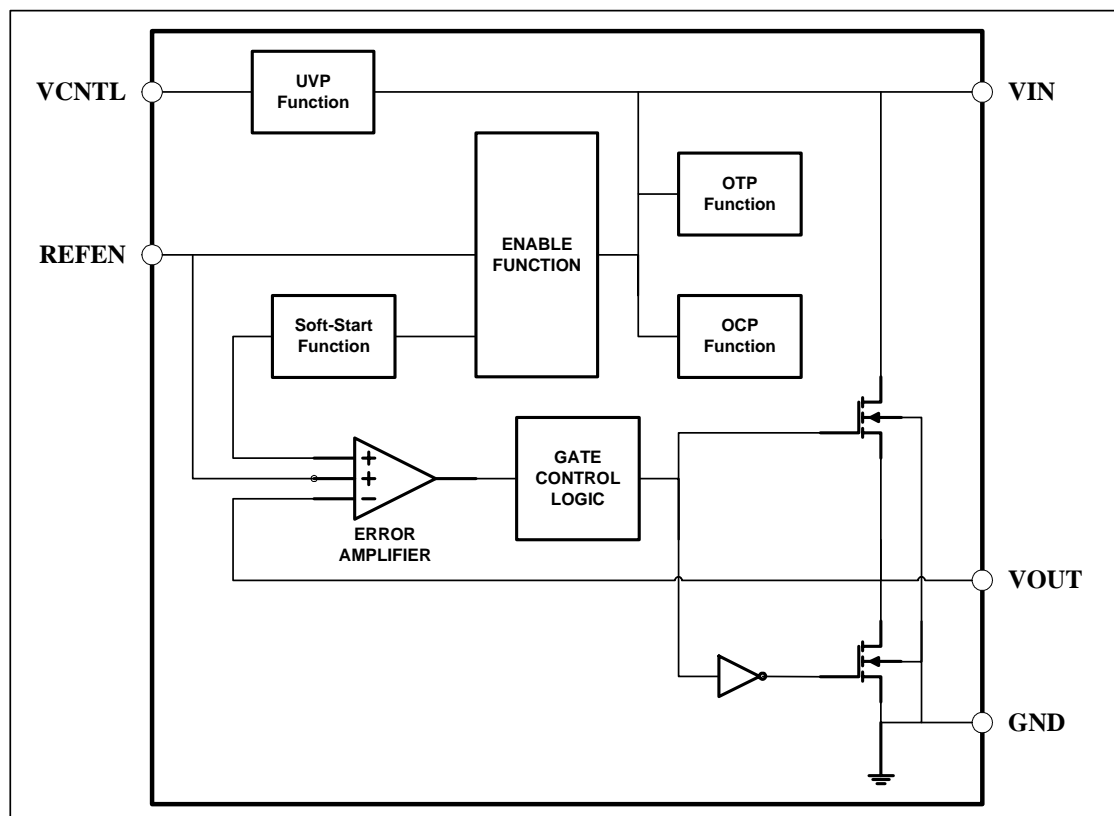 UVP
Function
VCNTL
VIN
OTP
Function
REFEN
ENABLE
FUNCTION
Soft-Start
Function
OCP
Function
GATE
CONTROL
LOGIC
+
+
−
ERROR
AMPLIFIER
VOUT
GND